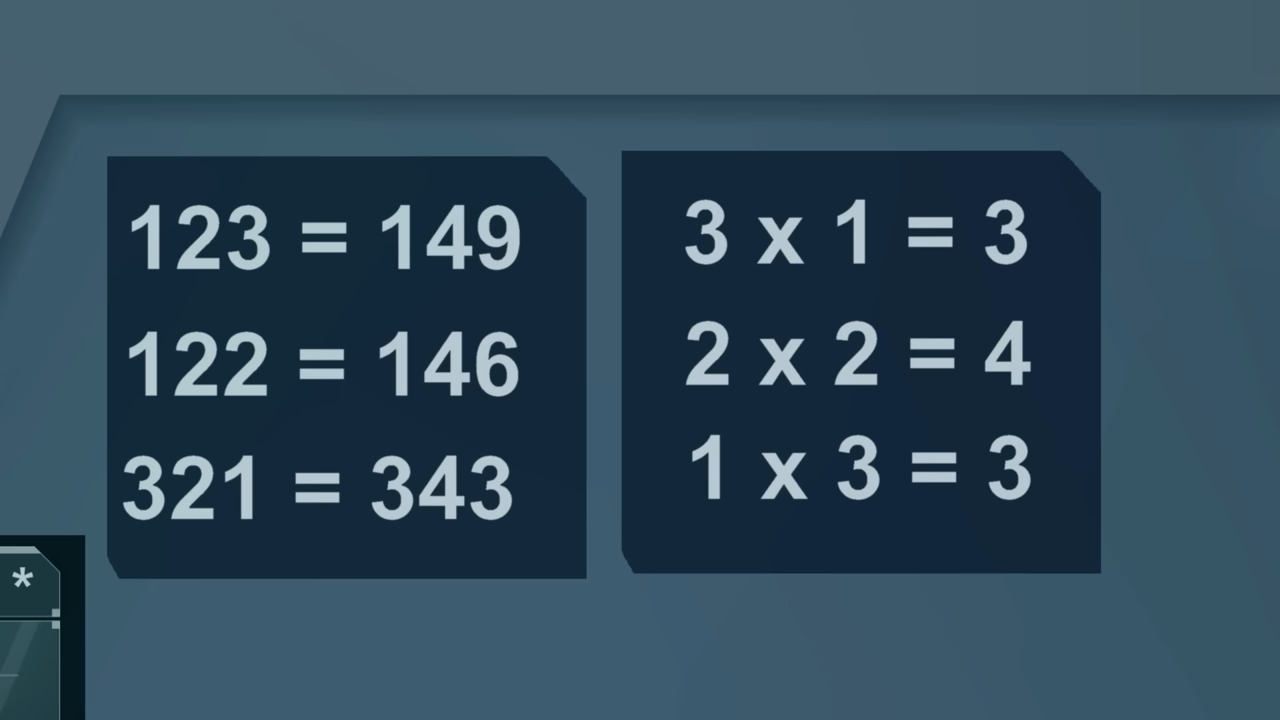 123 = 149
122 = 146
321 = 343
3 x 1 = 3
2 x 2 = 4
1 x 3 = 3
*